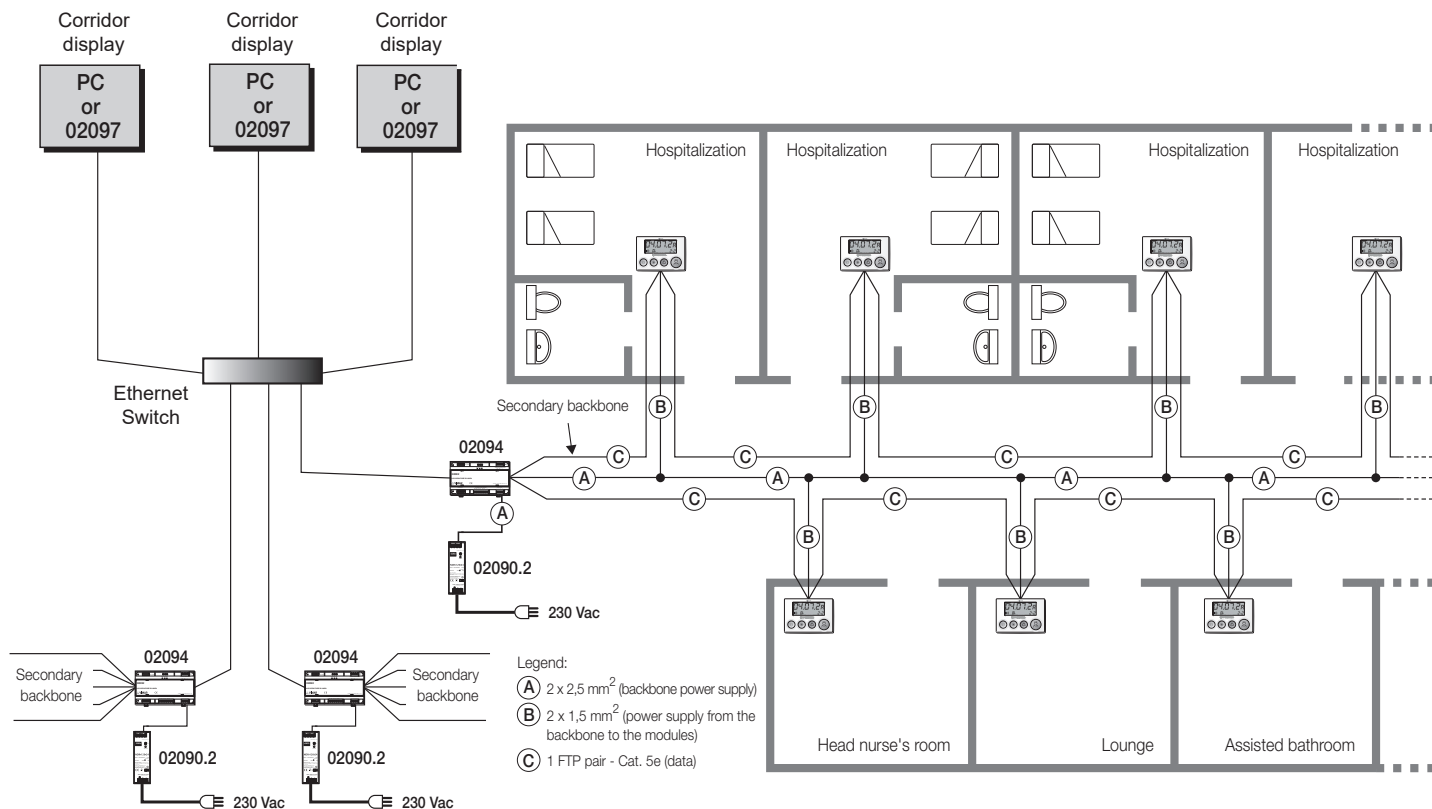 Corridor
display
Corridor
display
Corridor
display
PC
or
02097
PC
or
02097
PC
or
02097
Ethernet
Switch
Hospitalization
Hospitalization
Hospitalization
Hospitalization
Secondary backbone
B
B
B
B
02094
C
C
C
C
A
A
A
A
C
C
C
C
A
B
B
B
02090.2
230 Vac
02094
Secondary
backbone
02090.2
230 Vac
02094
Secondary
backbone
02090.2
230 Vac
Legend:
A 2 x 2,5 mm² (backbone power supply)
B 2 x 1,5 mm² (power supply from the
backbone to the modules)
C 1 FTP pair - Cat. 5e (data)
Head nurse's room
Lounge
Assisted bathroom